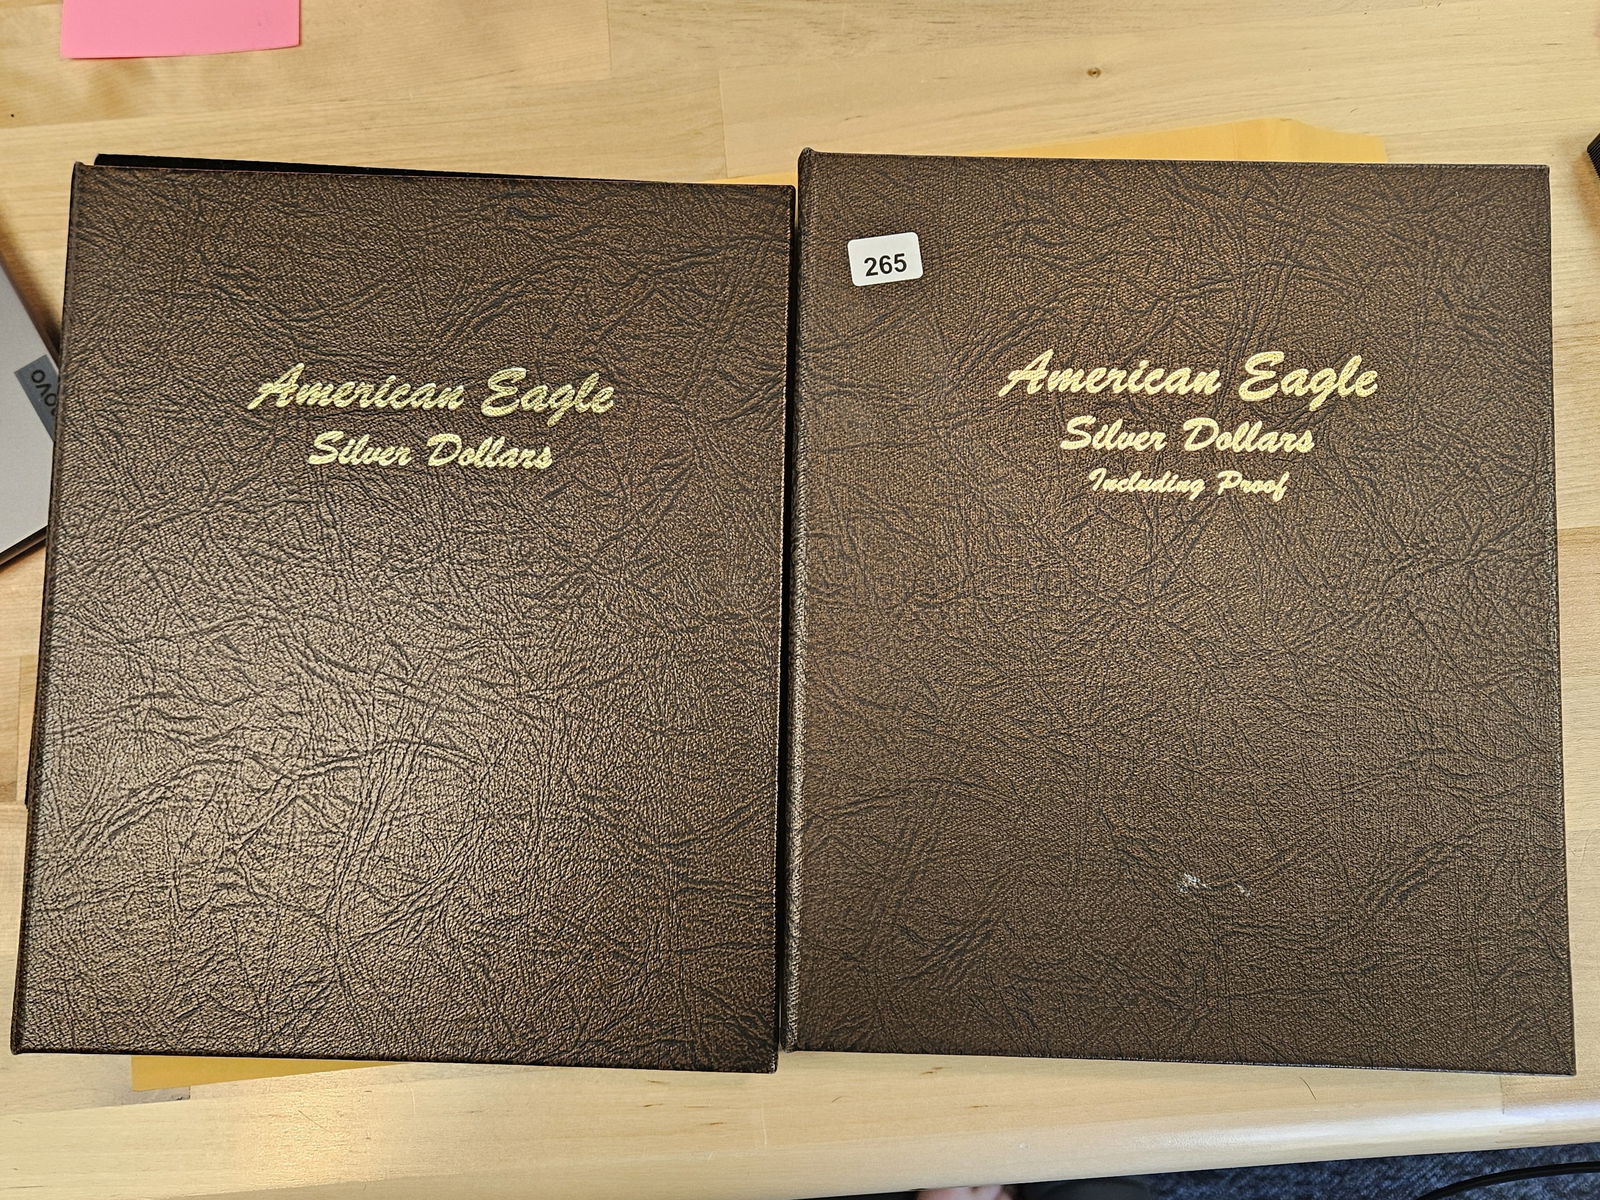 American Eagle
Silver Dollars
265
American Eagle
Silver Dollars
Including Proof